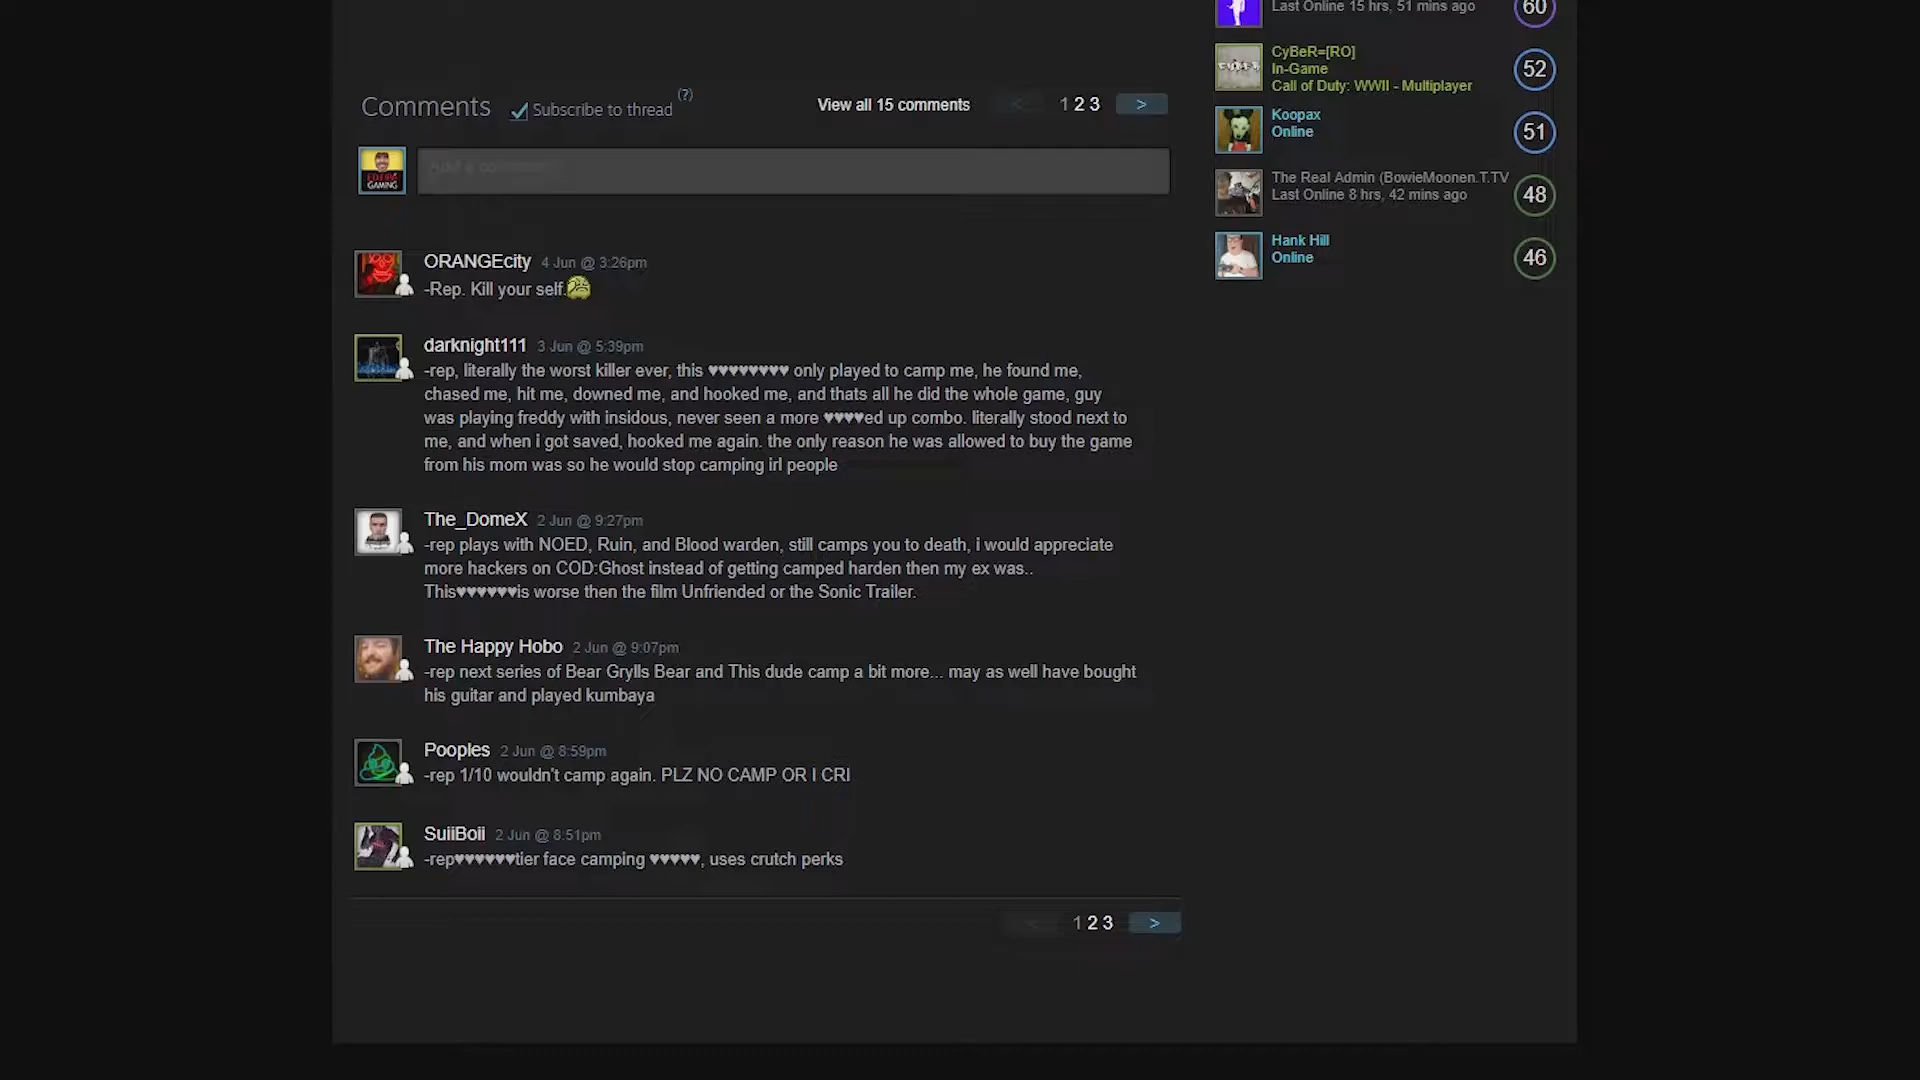 Last Online 15 hrs, 51 mins ago
60
CyBeR=[RO]
In-Game
Call of Duty: WWII - Multiplayer
52
Koopax
Online
51
The Real Admin (BowieMoonen.T.TV
Last Online 8 hrs, 42 mins ago
48
Hank Hill
Online
46
Comments
Subscribe to thread (?)
View all 15 comments
< 1 2 3 >
GAMING
Add a comment
ORANGEcity 4 Jun @ 3:26pm
-Rep. Kill your self.
darknight111 3 Jun @ 5:39pm
-rep, literally the worst killer ever, this ♥♥♥♥♥♥♥♥ only played to camp me, he found me,
chased me, hit me, downed me, and hooked me, and thats all he did the whole game, guy
was playing freddy with insidous, never seen a more ♥♥♥♥ed up combo. literally stood next to
me, and when i got saved, hooked me again. the only reason he was allowed to buy the game
from his mom was so he would stop camping irl people
The_DomeX 2 Jun @ 9:27pm
-rep plays with NOED, Ruin, and Blood warden, still camps you to death, i would appreciate
more hackers on COD:Ghost instead of getting camped harden then my ex was..
This♥♥♥♥♥♥is worse then the film Unfriended or the Sonic Trailer.
The Happy Hobo 2 Jun @ 9:07pm
-rep next series of Bear Grylls Bear and This dude camp a bit more... may as well have bought
his guitar and played kumbaya
Pooples 2 Jun @ 8:59pm
-rep 1/10 wouldn't camp again. PLZ NO CAMP OR I CRI
SuiiBoii 2 Jun @ 8:51pm
-rep♥♥♥♥♥♥tier face camping ♥♥♥♥♥, uses crutch perks
< 1 2 3 >